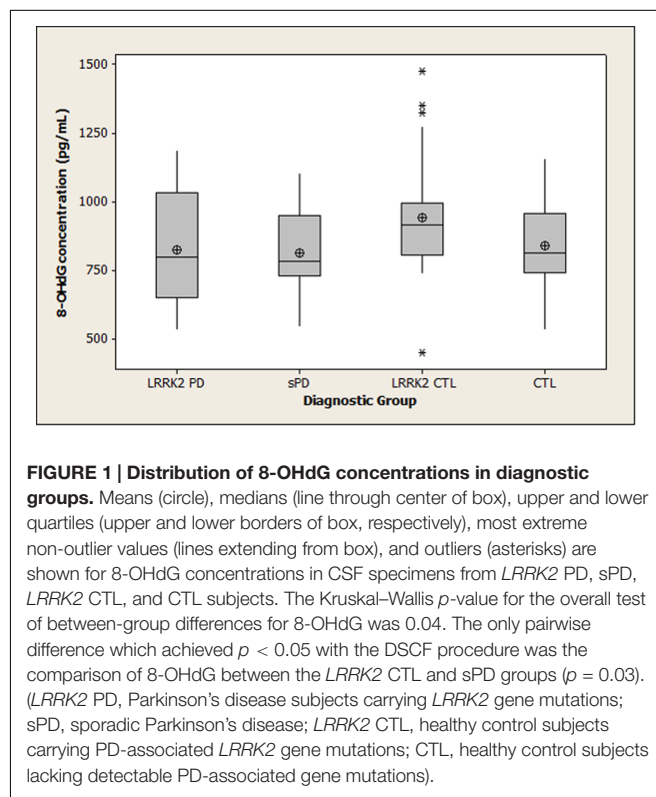 1500
1250
1000
750
500
8-OHdG concentration (pg/mL)
LRRK2 PD sPD LRRK2 CTL CTL
Diagnostic Group
FIGURE 1 | Distribution of 8-OHdG concentrations in diagnostic
groups. Means (circle), medians (line through center of box), upper and lower
quartiles (upper and lower borders of box, respectively), most extreme
non-outlier values (lines extending from box), and outliers (asterisks) are
shown for 8-OHdG concentrations in CSF specimens from LRRK2 PD, sPD,
LRRK2 CTL, and CTL subjects. The Kruskal–Wallis p-value for the overall test
of between-group differences for 8-OHdG was 0.04. The only pairwise
difference which achieved p < 0.05 with the DSCF procedure was the
comparison of 8-OHdG between the LRRK2 CTL and sPD groups (p = 0.03).
(LRRK2 PD, Parkinson's disease subjects carrying LRRK2 gene mutations;
sPD, sporadic Parkinson's disease; LRRK2 CTL, healthy control subjects
carrying PD-associated LRRK2 gene mutations; CTL, healthy control subjects
lacking detectable PD-associated gene mutations).